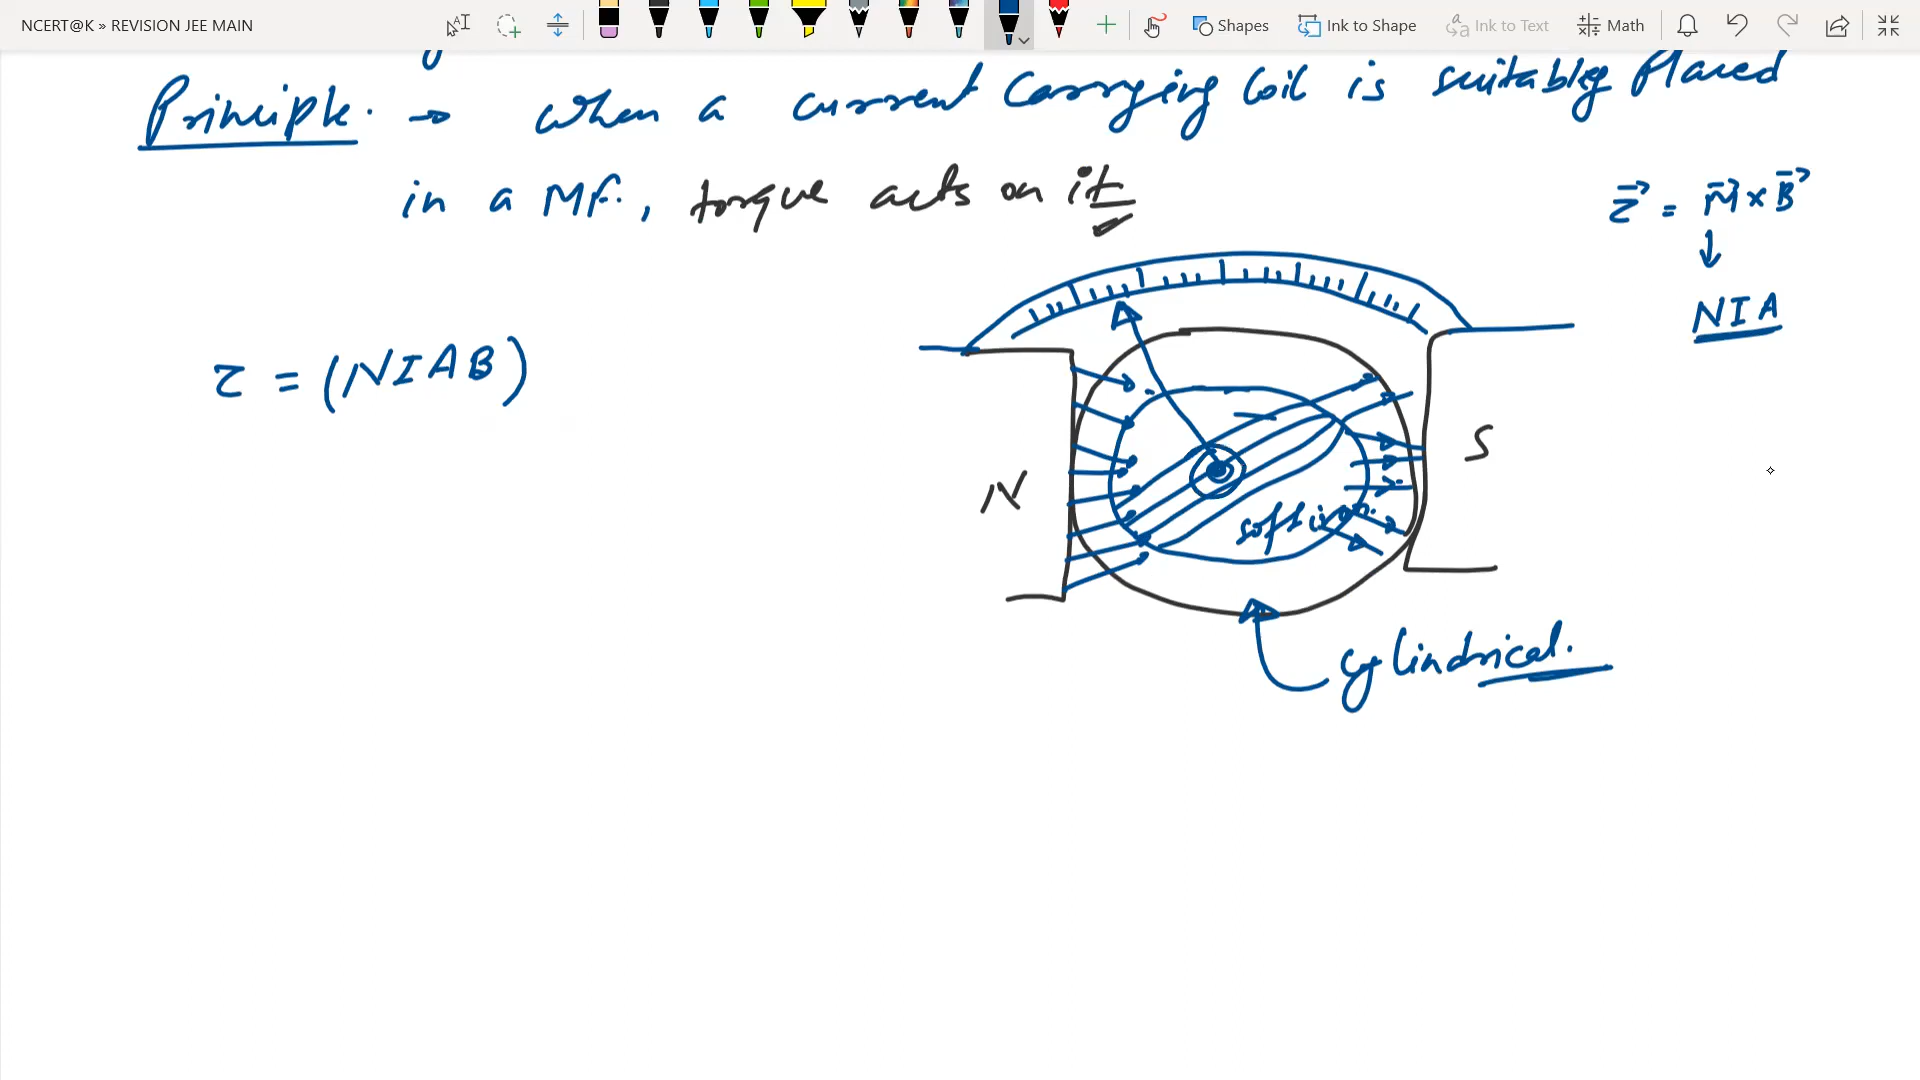 NCERT@K » REVISION JEE MAIN
Shapes
Ink to Shape
Ink to Text
Math
Principle. → When a current Carrying Coil is suitably Placed
in a MF., torque acts on it
τ⃗ = M⃗ × B⃗
↓
NIA
τ = (NIAB)
N
S
soft iron.
cylindrical.